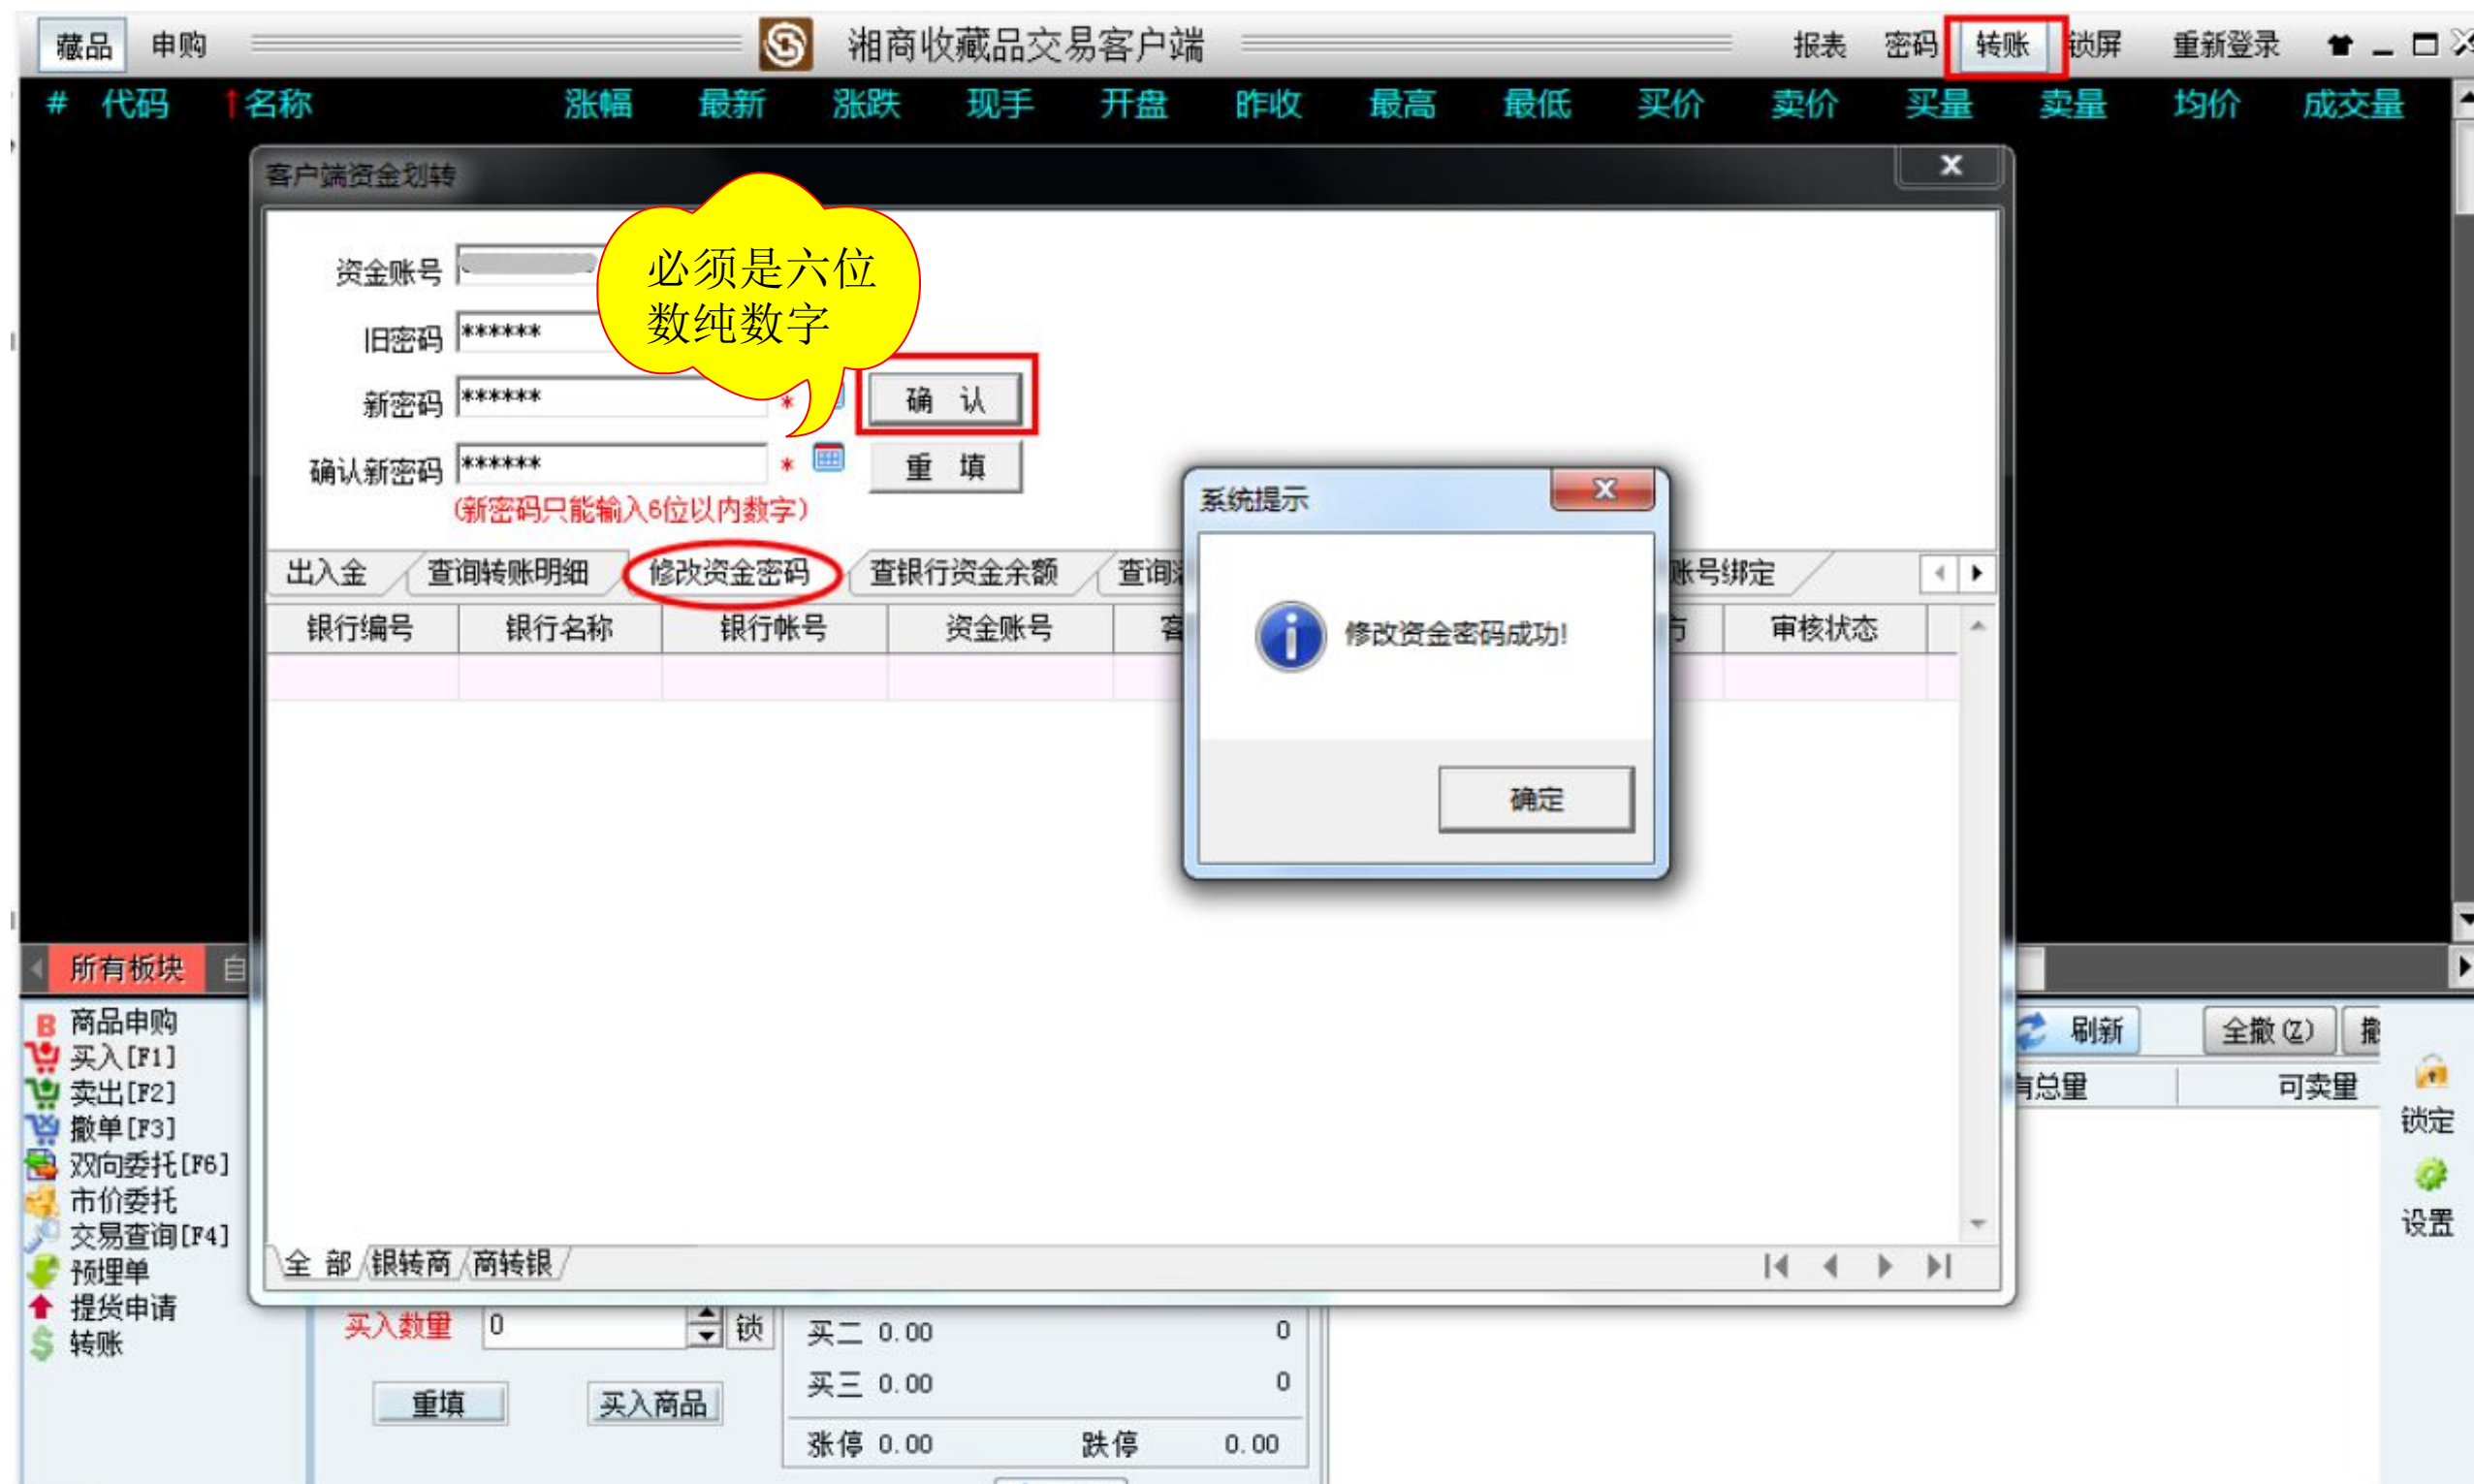 藏品 申购 湘商收藏品交易客户端 报表 密码 转账 锁屏 重新登录
# 代码 ↑名称 涨幅 最新 涨跌 现手 开盘 昨收 最高 最低 买价 卖价 买量 卖量 均价 成交量
客户端资金划转
必须是六位
数纯数字
资金账号
旧密码 ******
新密码 ****** * 确 认
确认新密码 ****** * 重 填
(新密码只能输入6位以内数字)
系统提示
修改资金密码成功!
确定
出入金 查询转账明细 修改资金密码 查银行资金余额 查询 账号绑定
银行编号 银行名称 银行帐号 资金账号 客 方 审核状态
全 部 银转商 商转银
所有板块 自
商品申购
买入[F1]
卖出[F2]
撤单[F3]
双向委托[F6]
市价委托
交易查询[F4]
预埋单
提货申请
转账
刷新 全撤(Z) 撤
有总量 可卖量
锁定
设置
买入数量 0 锁
重填 买入商品
买二 0.00 0
买三 0.00 0
涨停 0.00 跌停 0.00